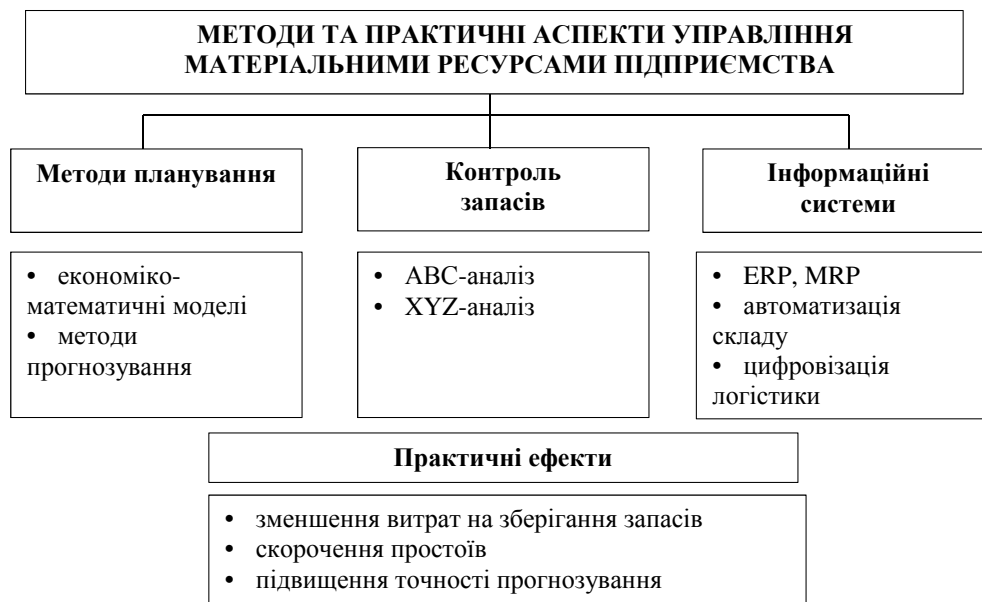 МЕТОДИ ТА ПРАКТИЧНІ АСПЕКТИ УПРАВЛІННЯ
МАТЕРІАЛЬНИМИ РЕСУРСАМИ ПІДПРИЄМСТВА
Методи планування
Контроль
запасів
Інформаційні
системи
• економіко-
математичні моделі
• методи
прогнозування
• ABC-аналіз
• XYZ-аналіз
• ERP, MRP
• автоматизація
складу
• цифровізація
логістики
Практичні ефекти
• зменшення витрат на зберігання запасів
• скорочення простоїв
• підвищення точності прогнозування